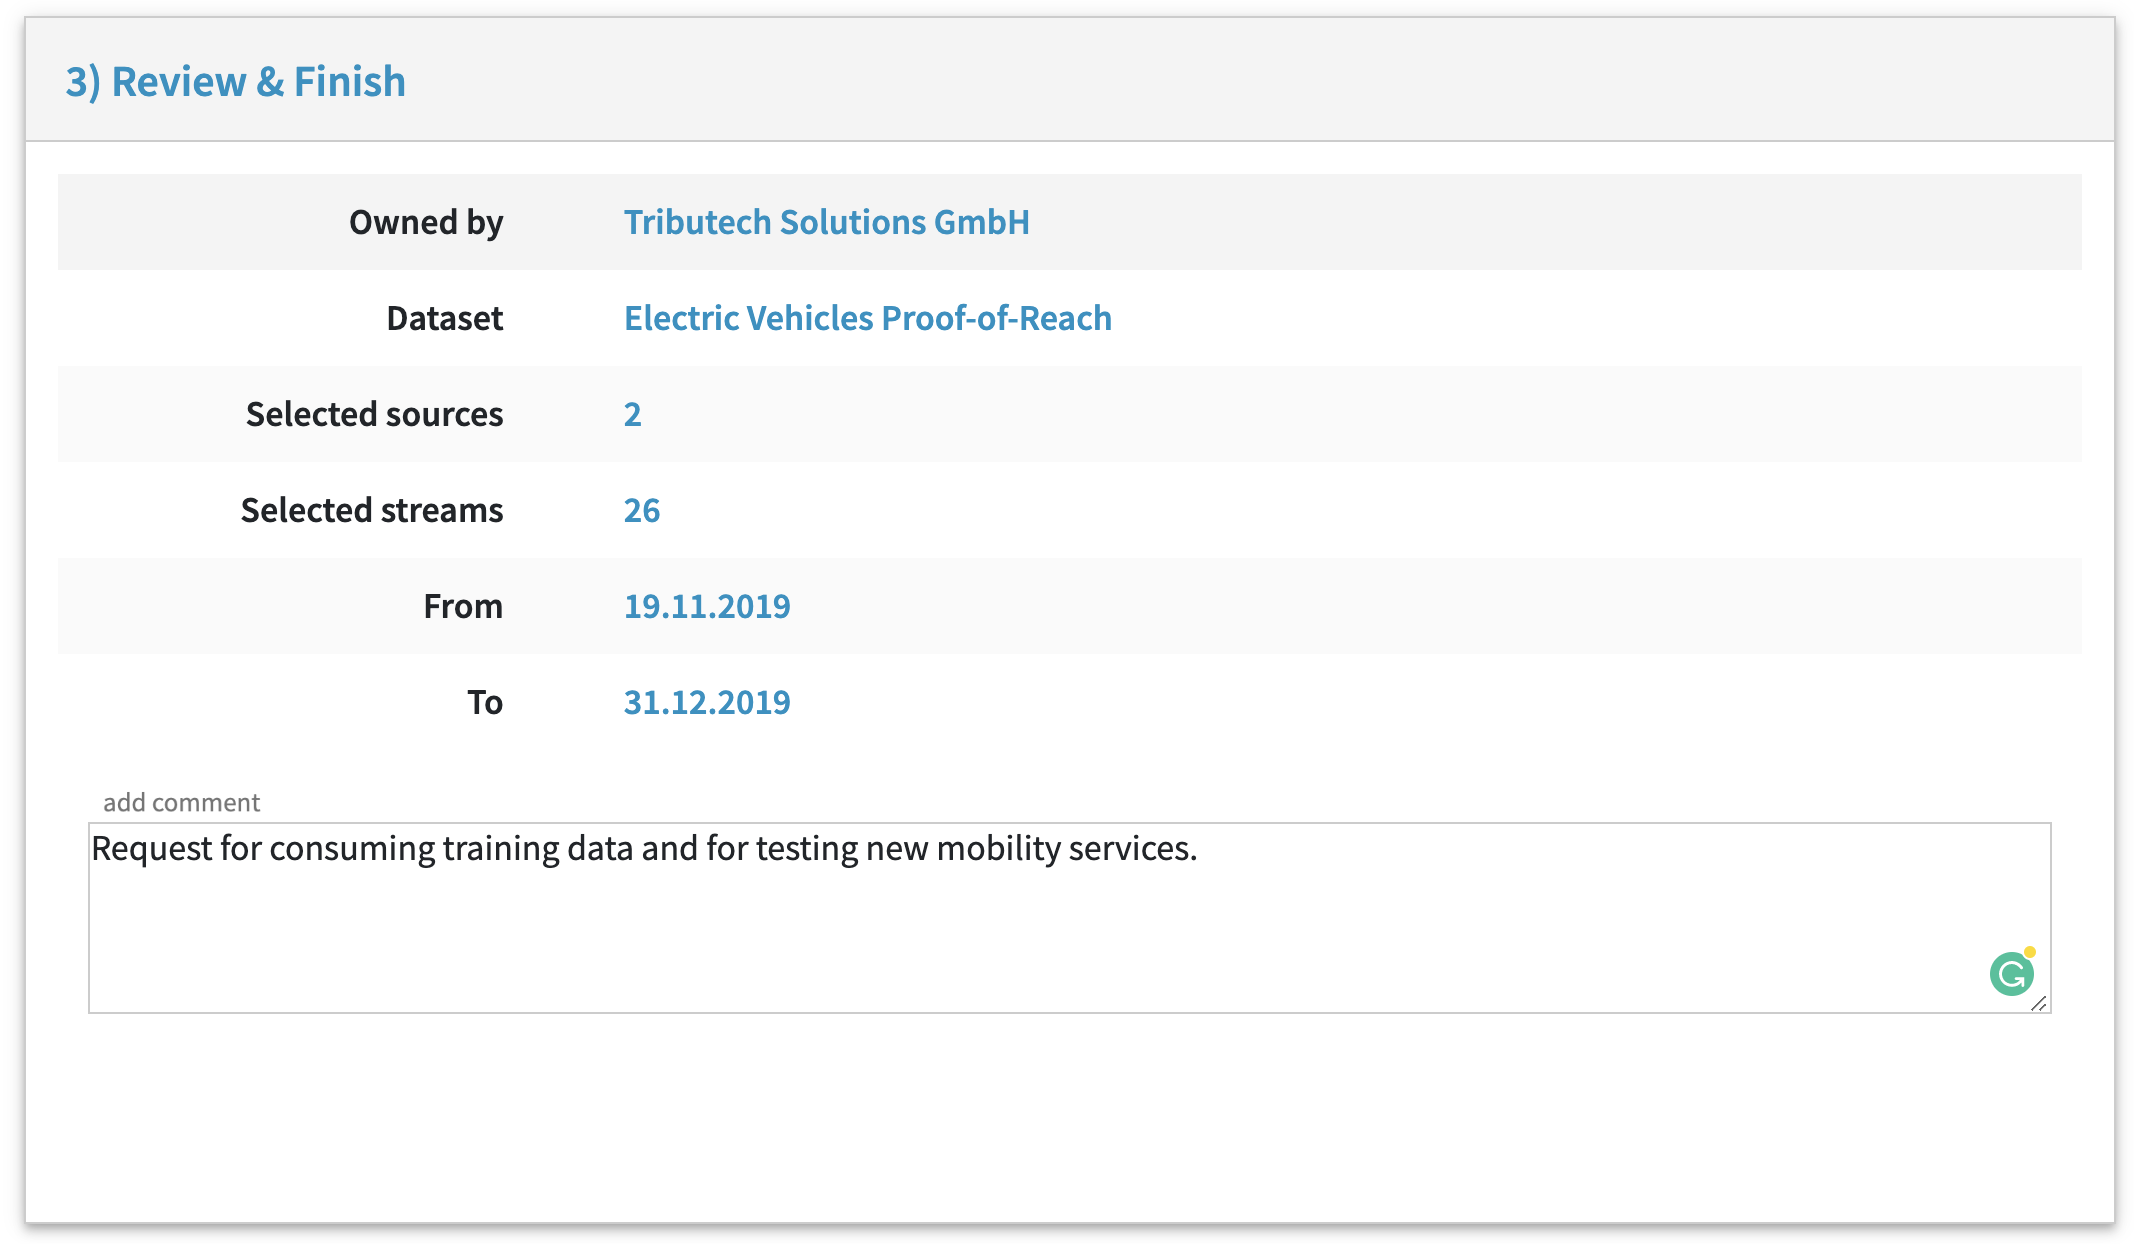 3) Review & Finish
Owned by Tributech Solutions GmbH
Dataset Electric Vehicles Proof-of-Reach
Selected sources 2
Selected streams 26
From 19.11.2019
To 31.12.2019
add comment
Request for consuming training data and for testing new mobility services.